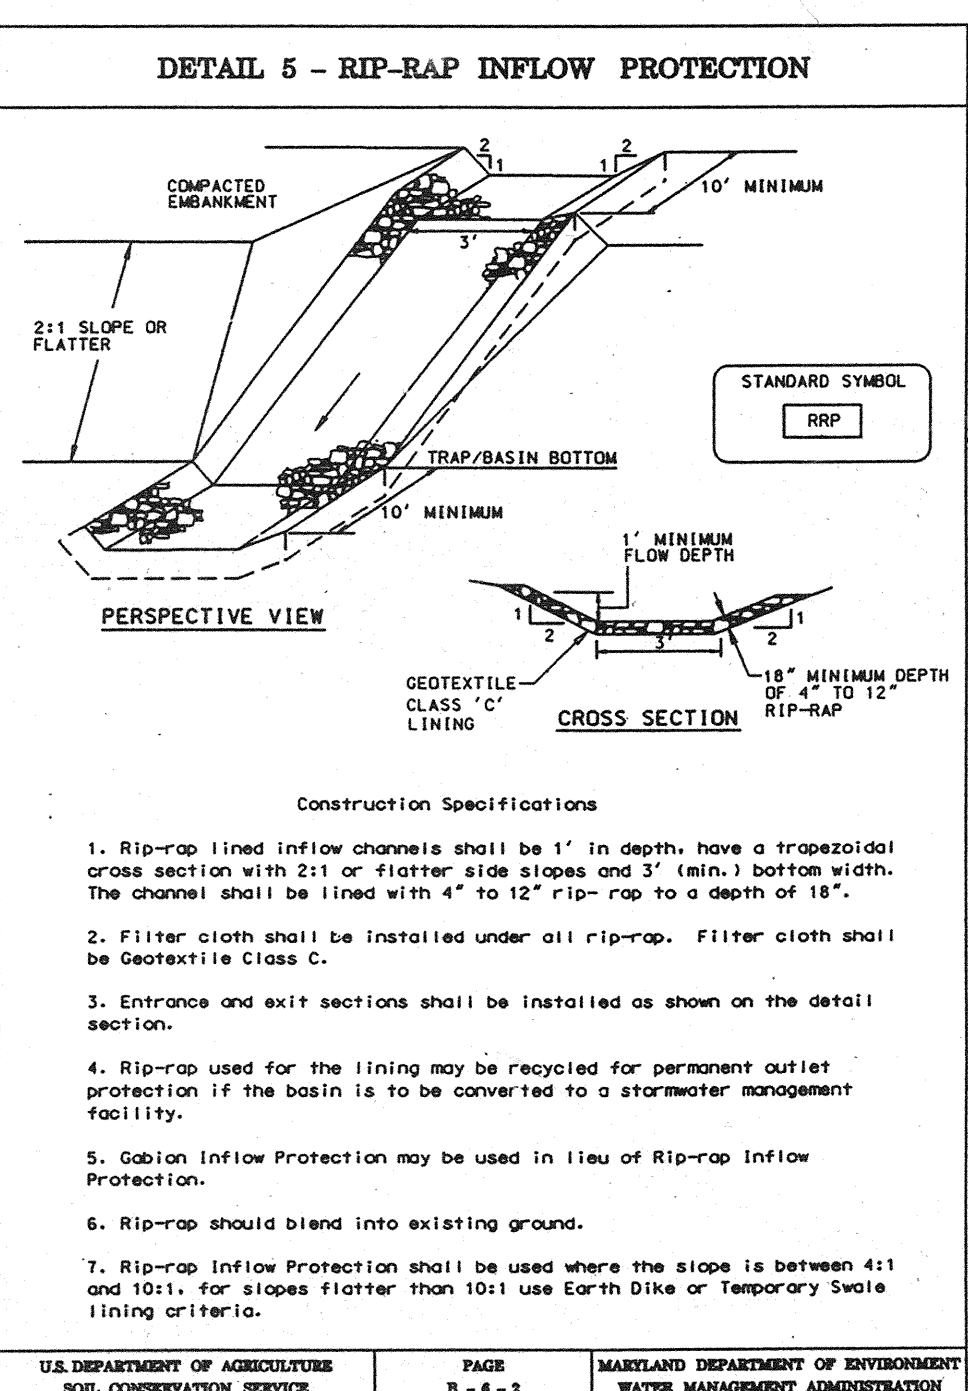 DETAIL 5 - RIP-RAP INFLOW PROTECTION
2
1
2
1
10' MINIMUM
COMPACTED
EMBANKMENT
3'
2:1 SLOPE OR
FLATTER
STANDARD SYMBOL
RRP
TRAP/BASIN BOTTOM
10' MINIMUM
1' MINIMUM
FLOW DEPTH
PERSPECTIVE VIEW
1
2
3'
1
2
GEOTEXTILE
CLASS 'C'
LINING
18" MINIMUM DEPTH
OF 4" TO 12"
RIP-RAP
CROSS SECTION
Construction Specifications
1. Rip-rap lined inflow channels shall be 1' in depth, have a trapezoidal
cross section with 2:1 or flatter side slopes and 3' (min.) bottom width.
The channel shall be lined with 4" to 12" rip- rap to a depth of 18".
2. Filter cloth shall be installed under all rip-rap. Filter cloth shall
be Geotextile Class C.
3. Entrance and exit sections shall be installed as shown on the detail
section.
4. Rip-rap used for the lining may be recycled for permanent outlet
protection if the basin is to be converted to a stormwater management
facility.
5. Gabion Inflow Protection may be used in lieu of Rip-rap Inflow
Protection.
6. Rip-rap should blend into existing ground.
7. Rip-rap Inflow Protection shall be used where the slope is between 4:1
and 10:1, for slopes flatter than 10:1 use Earth Dike or Temporary Swale
lining criteria.
U.S. DEPARTMENT OF AGRICULTURE
SOIL CONSERVATION SERVICE
PAGE
B - 6 - 2
MARYLAND DEPARTMENT OF ENVIRONMENT
WATER MANAGEMENT ADMINISTRATION